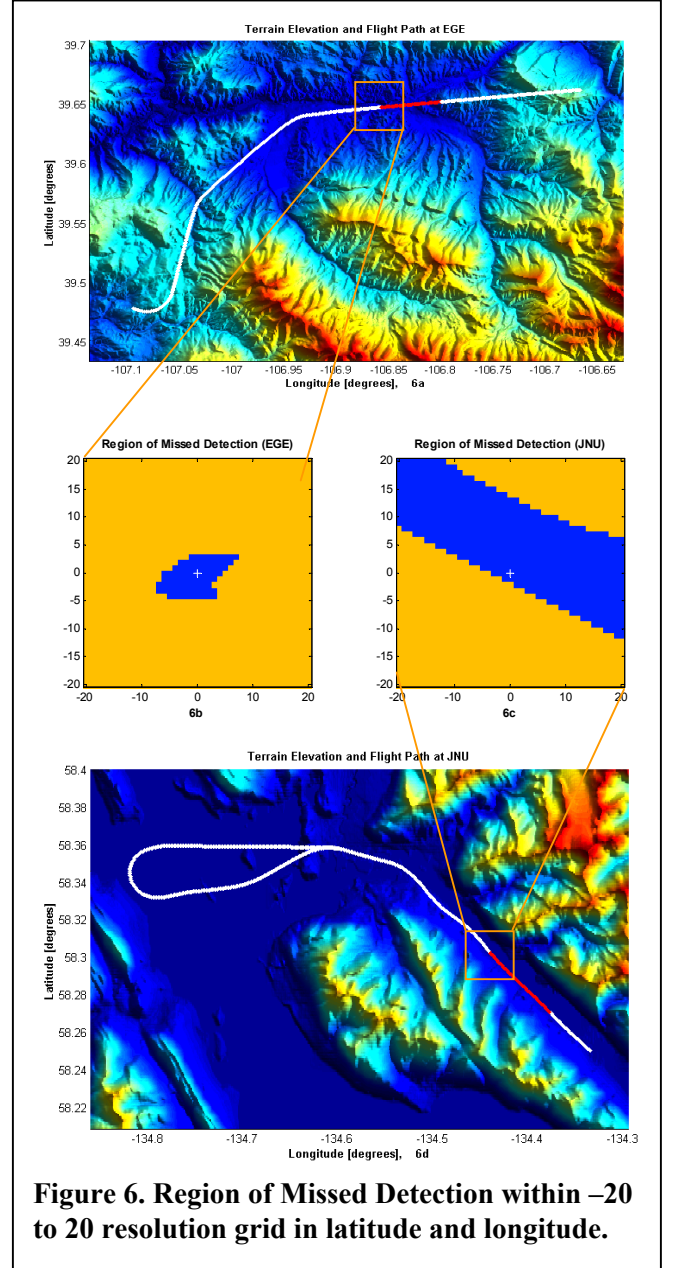 Terrain Elevation and Flight Path at EGE
39.7
39.65
39.6
39.55
39.5
39.45
Latitude [degrees]
-107.1 -107.05 -107 -106.95 -106.9 -106.85 -106.8 -106.75 -106.7 -106.65
Longitude [degrees], 6a
Region of Missed Detection (EGE)
20
15
10
5
0
-5
-10
-15
-20
-20 -10 0 10 20
6b
Region of Missed Detection (JNU)
20
15
10
5
0
-5
-10
-15
-20
-20 -10 0 10 20
6c
Terrain Elevation and Flight Path at JNU
58.4
58.38
58.36
58.34
58.32
58.3
58.28
58.26
58.24
58.22
Latitude [degrees]
-134.8 -134.7 -134.6 -134.5 -134.4 -134.3
Longitude [degrees], 6d
Figure 6. Region of Missed Detection within –20
to 20 resolution grid in latitude and longitude.